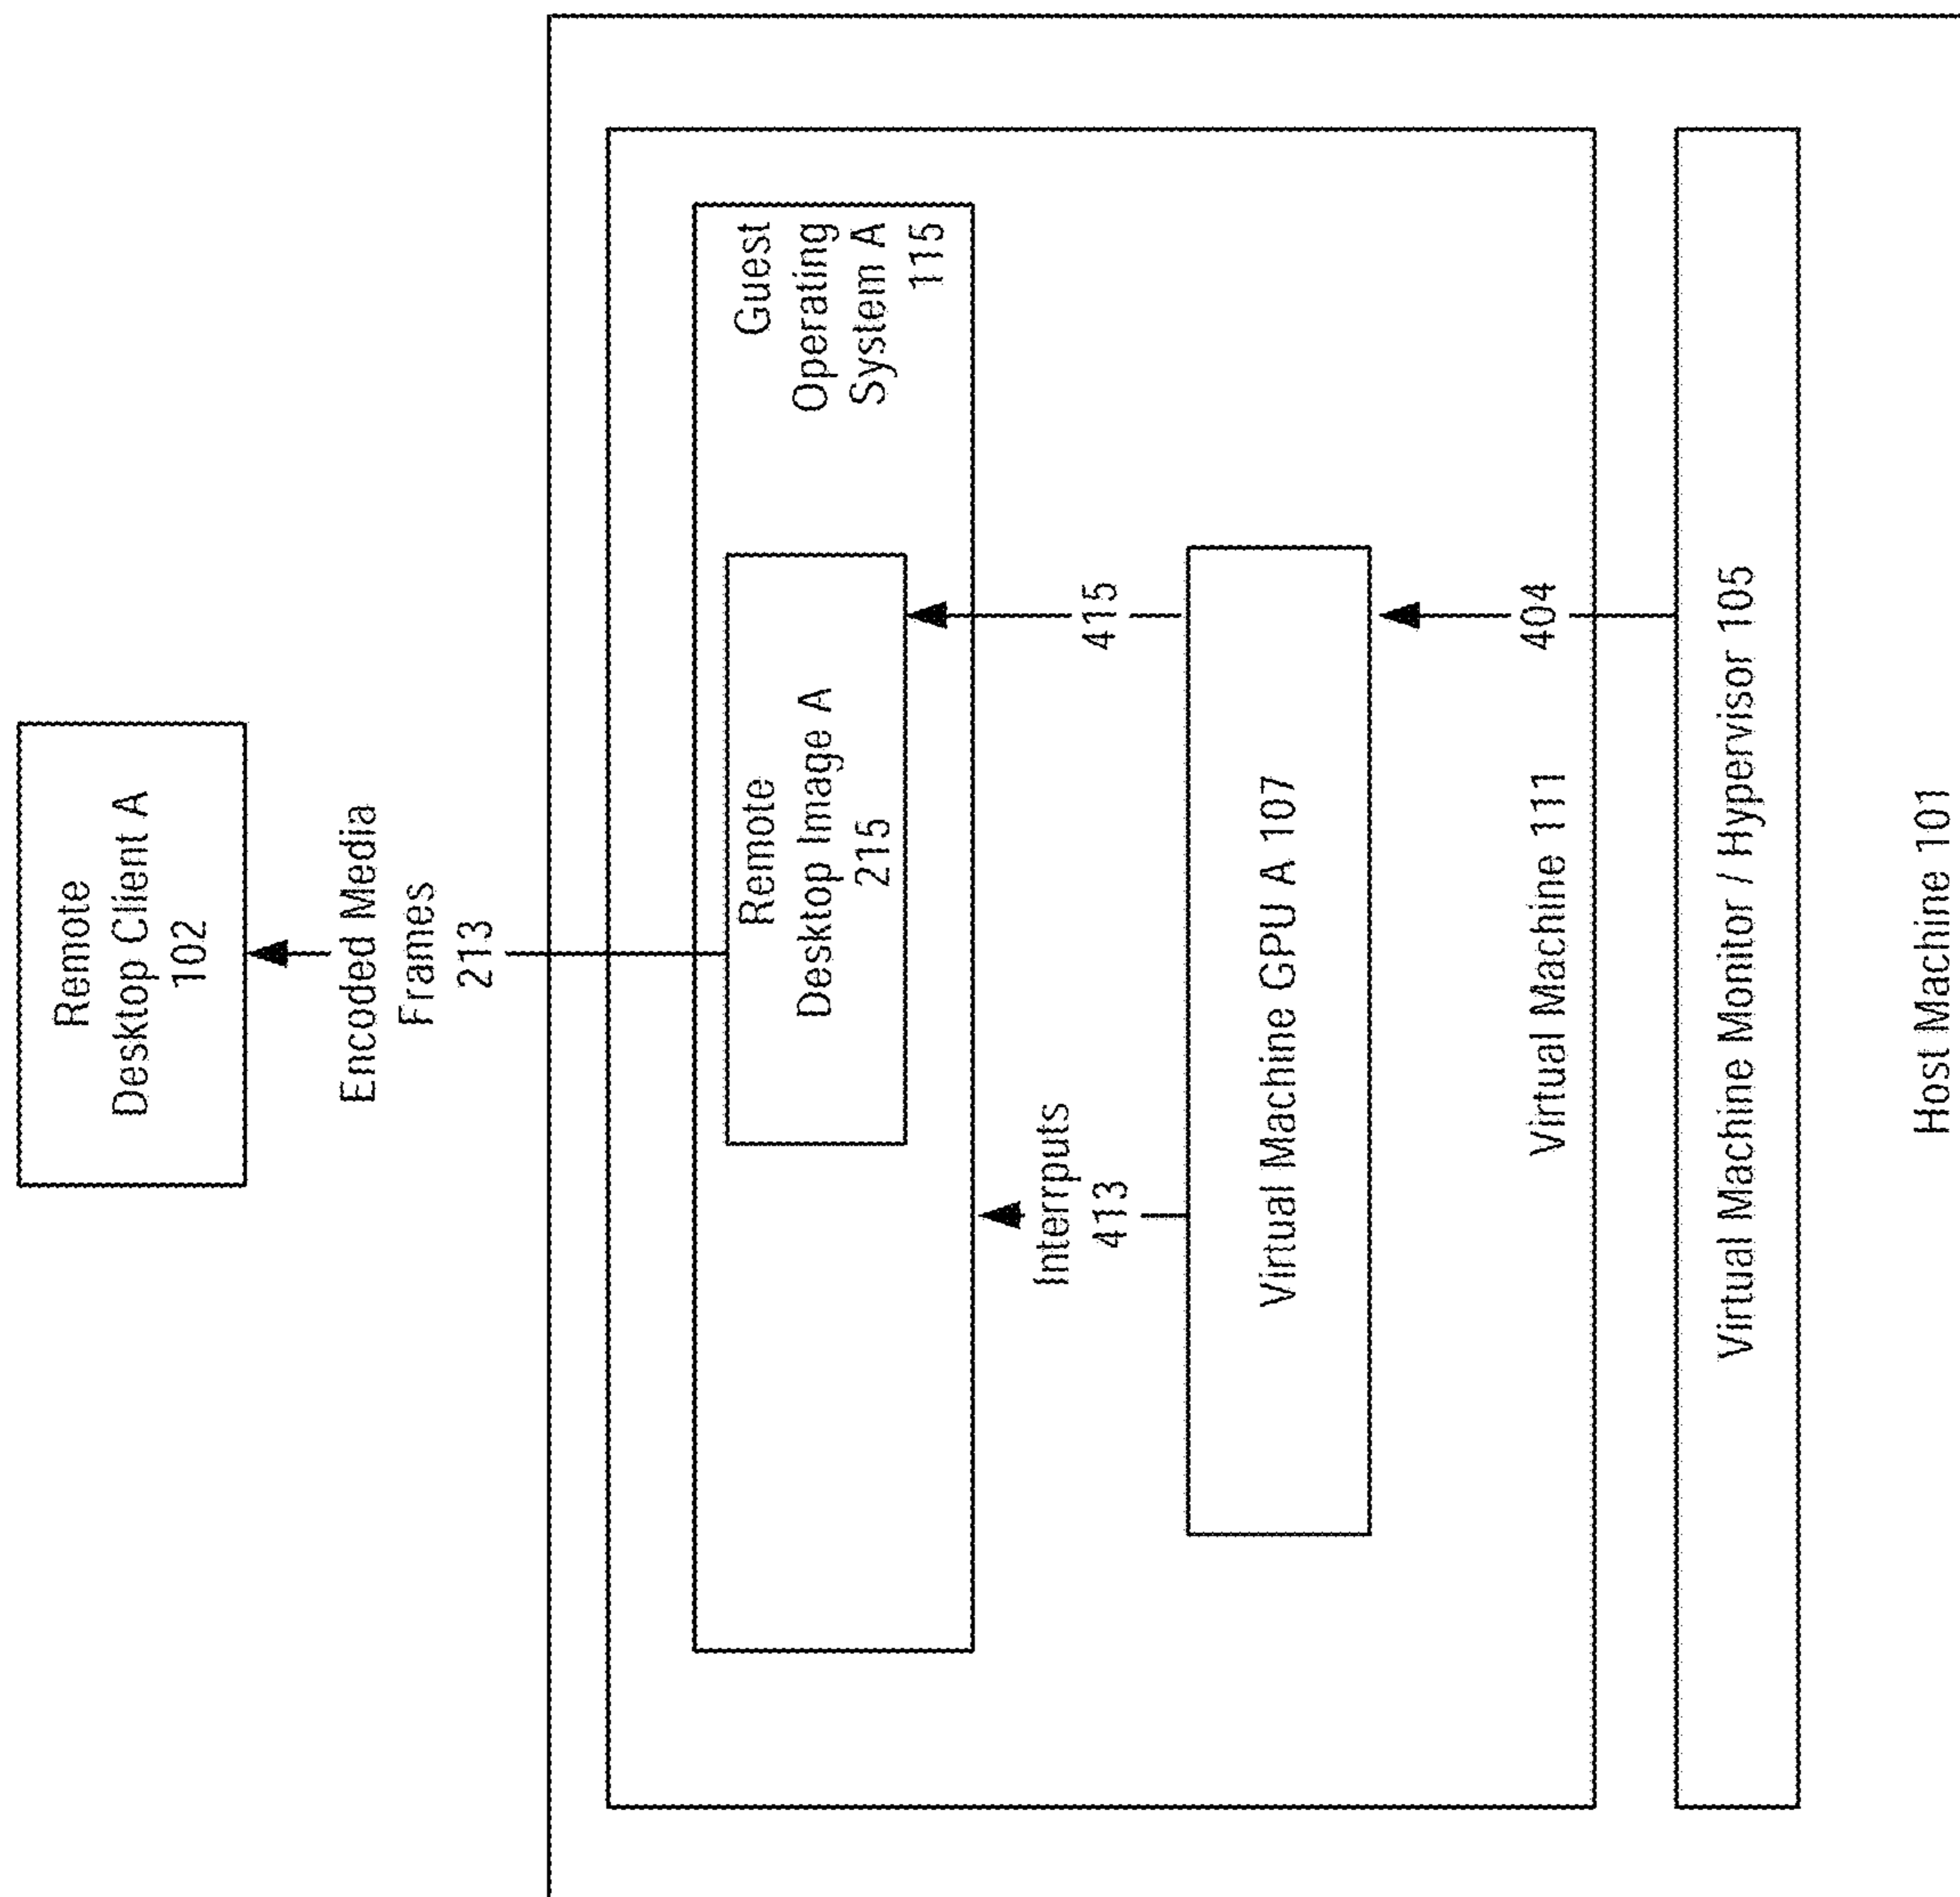 Remote
Desktop Client A
102
Encoded Media
Frames
213
Guest
Operating
System A
115
Remote
Desktop Image A
215
Interrputs
413
415
Virtual Machine GPU A 107
404
Virtual Machine 111
Virtual Machine Monitor / Hypervisor 105
Host Machine 101